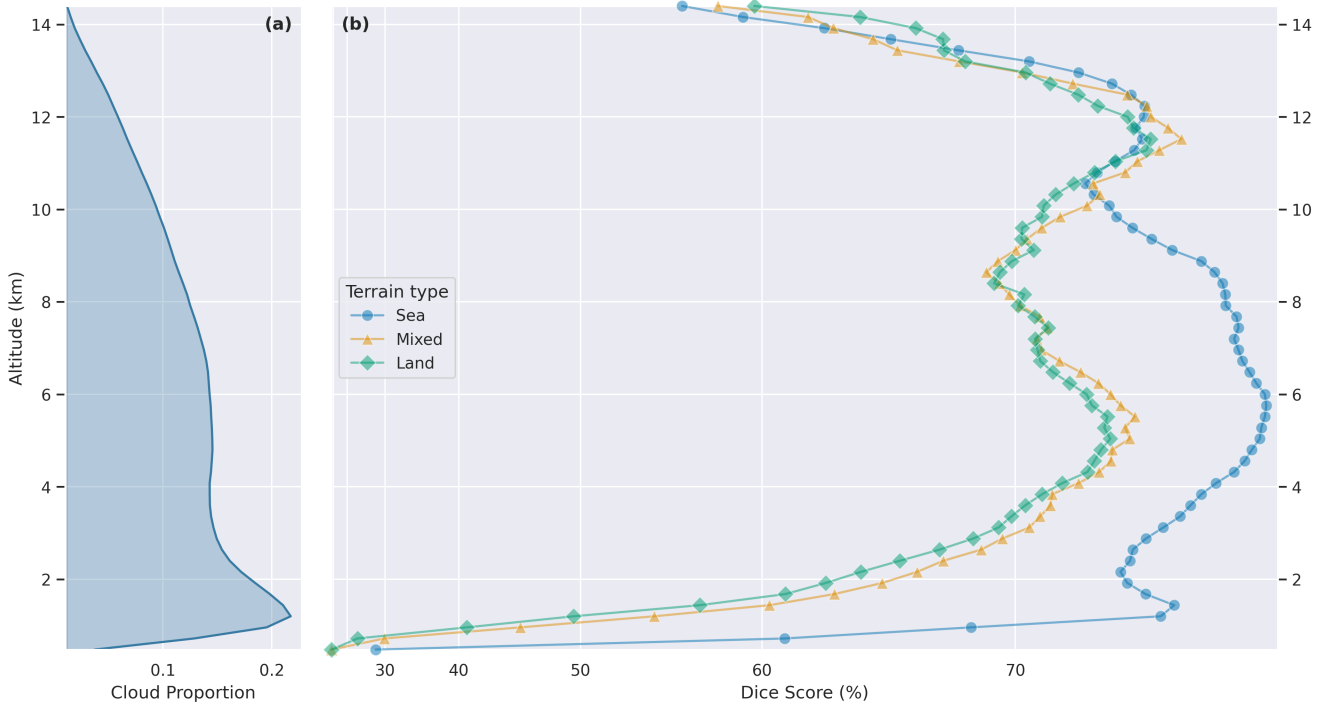 (a)
(b)
14
12
10
8
6
4
2
Altitude (km)
0.1
0.2
Cloud Proportion
Terrain type
Sea
Mixed
Land
30
40
50
60
70
Dice Score (%)
14
12
10
8
6
4
2